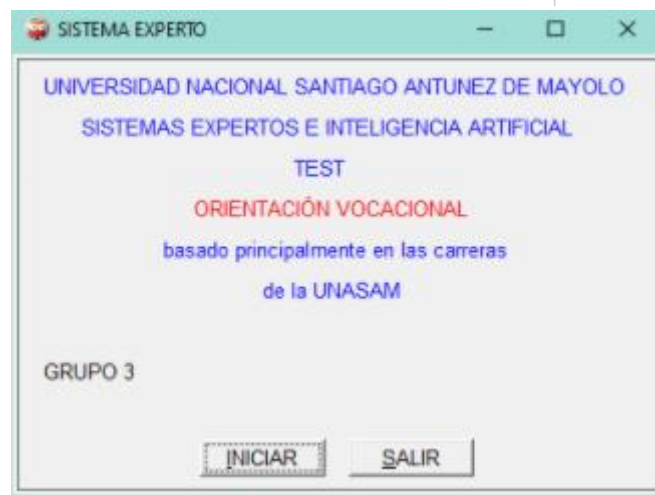 SISTEMA EXPERTO
UNIVERSIDAD NACIONAL SANTIAGO ANTUNEZ DE MAYOLO
SISTEMAS EXPERTOS E INTELIGENCIA ARTIFICIAL
TEST
ORIENTACIÓN VOCACIONAL
basado principalmente en las carreras
de la UNASAM
GRUPO 3
INICIAR SALIR